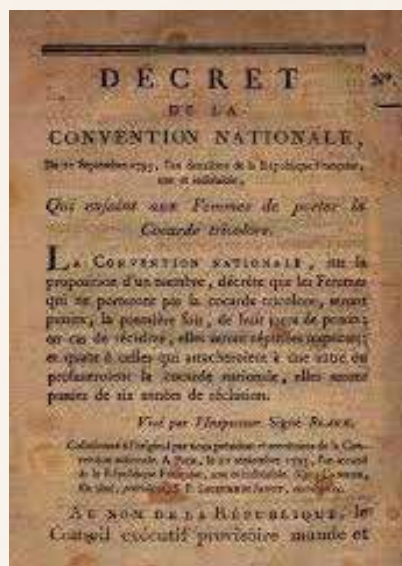 DÉCRET Nº.
DE LA
CONVENTION NATIONALE,
Du 21 Septembre 1793, l'an de la République Française,
une et indivisible,
Qui enjoint aux Femmes de porter la
Cocarde tricolore.
LA CONVENTION NATIONALE, sur la
proposition d'un membre, décrète que les Femmes
qui ne porteront pas la cocarde tricolore, seront
punies, la première fois, de huit jours de prison;
en cas de récidive, elles seront réputées suspectes;
et quant à celles qui arracheroient à une autre ou
profaneroient la cocarde nationale, elles seront
punies de six années de réclusion.
Visé par l'Inspecteur. Signé
Collationné à l'original par nous président et secrétaires de la Con-
vention nationale. A Paris, le septembre 1793, l'an second
de la République Française, une et indivisible. Signé
président; P.
AU NOM DE LA RÉPUBLIQUE, le
Conseil exécutif provisoire mande et